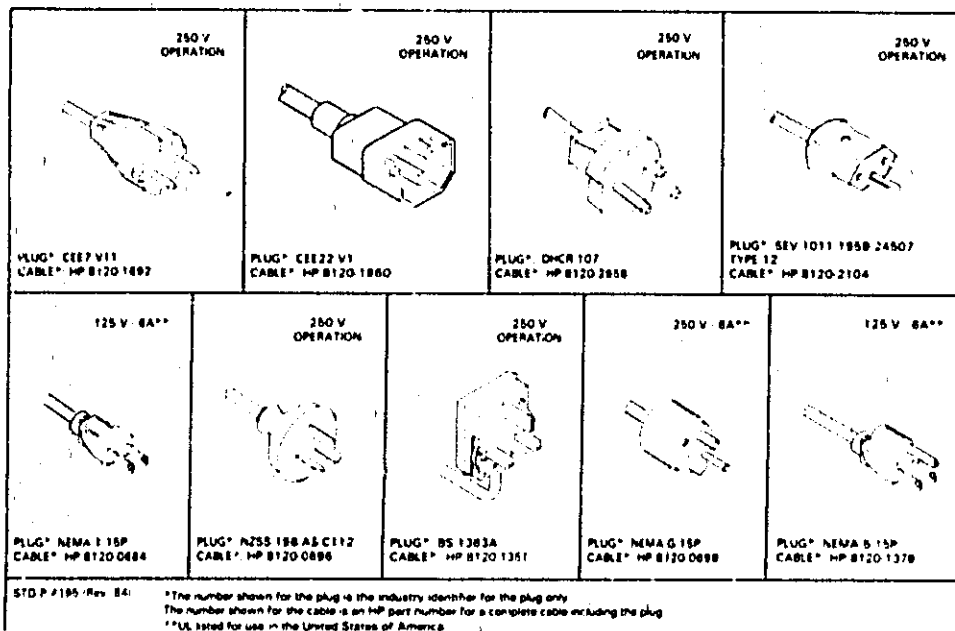 250 V
OPERATION
PLUG* CEE7 V11
CABLE* HP 8120-1692
250 V
OPERATION
PLUG* CEE22 V1
CABLE* HP 8120-1860
250 V
OPERATION
PLUG* DHCR 107
CABLE* HP 8120 2956
250 V
OPERATION
PLUG* SEV 1011 1959-24507
TYPE 12
CABLE* HP 8120-2104
125 V - 6A**
PLUG* NEMA 1 15P
CABLE* HP 8120-0684
250 V
OPERATION
PLUG* NZSS 198 AS C112
CABLE* HP 8120-0696
250 V
OPERATION
PLUG* BS 1363A
CABLE* HP 8120 1351
250 V - 6A**
PLUG* NEMA G 15P
CABLE* HP 8120-0698
125 V - 6A**
PLUG* NEMA 5 15P
CABLE* HP 8120-1378
STD P #195 (Rev. 84)
*The number shown for the plug is the industry identifier for the plug only
The number shown for the cable is an HP part number for a complete cable including the plug
**UL listed for use in the United States of America